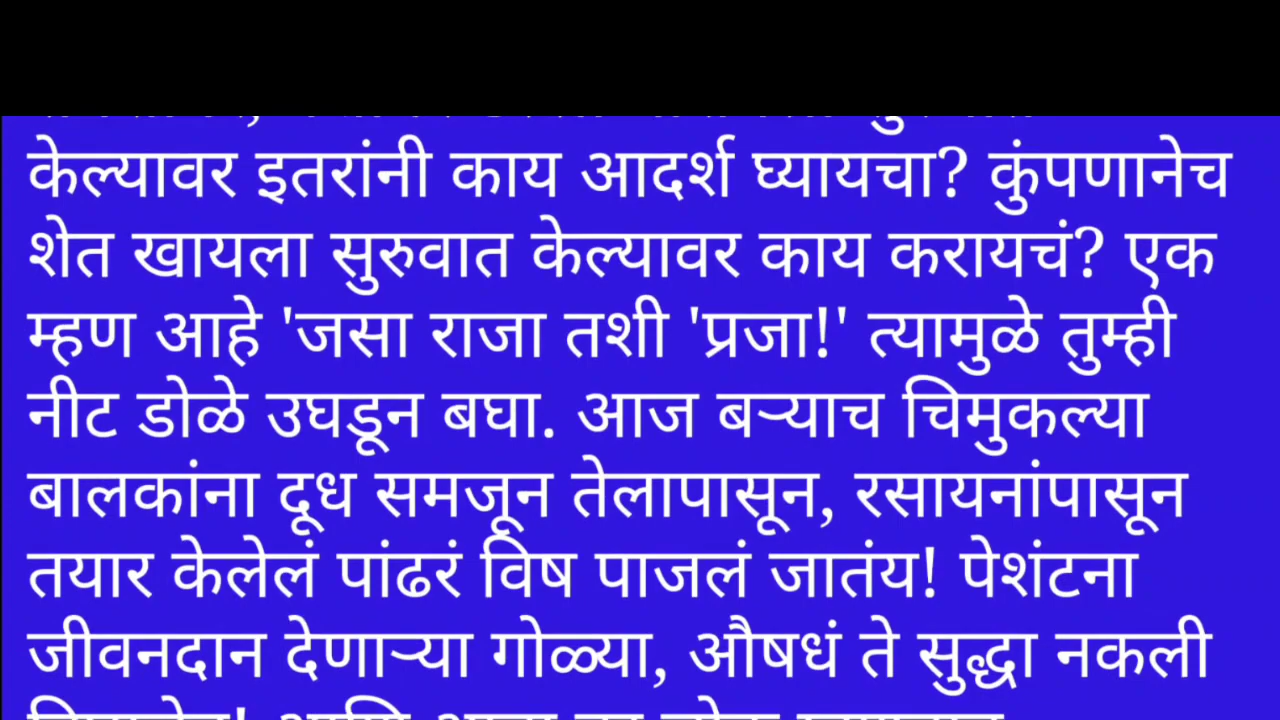 केल्यावर इतरांनी काय आदर्श घ्यायचा? कुंपणानेच
शेत खायला सुरुवात केल्यावर काय करायचं? एक
म्हण आहे 'जसा राजा तशी 'प्रजा!' त्यामुळे तुम्ही
नीट डोळे उघडून बघा. आज बऱ्याच चिमुकल्या
बालकांना दूध समजून तेलापासून, रसायनांपासून
तयार केलेलं पांढरं विष पाजलं जातंय! पेशंटना
जीवनदान देणाऱ्या गोळ्या, औषधं ते सुद्धा नकली